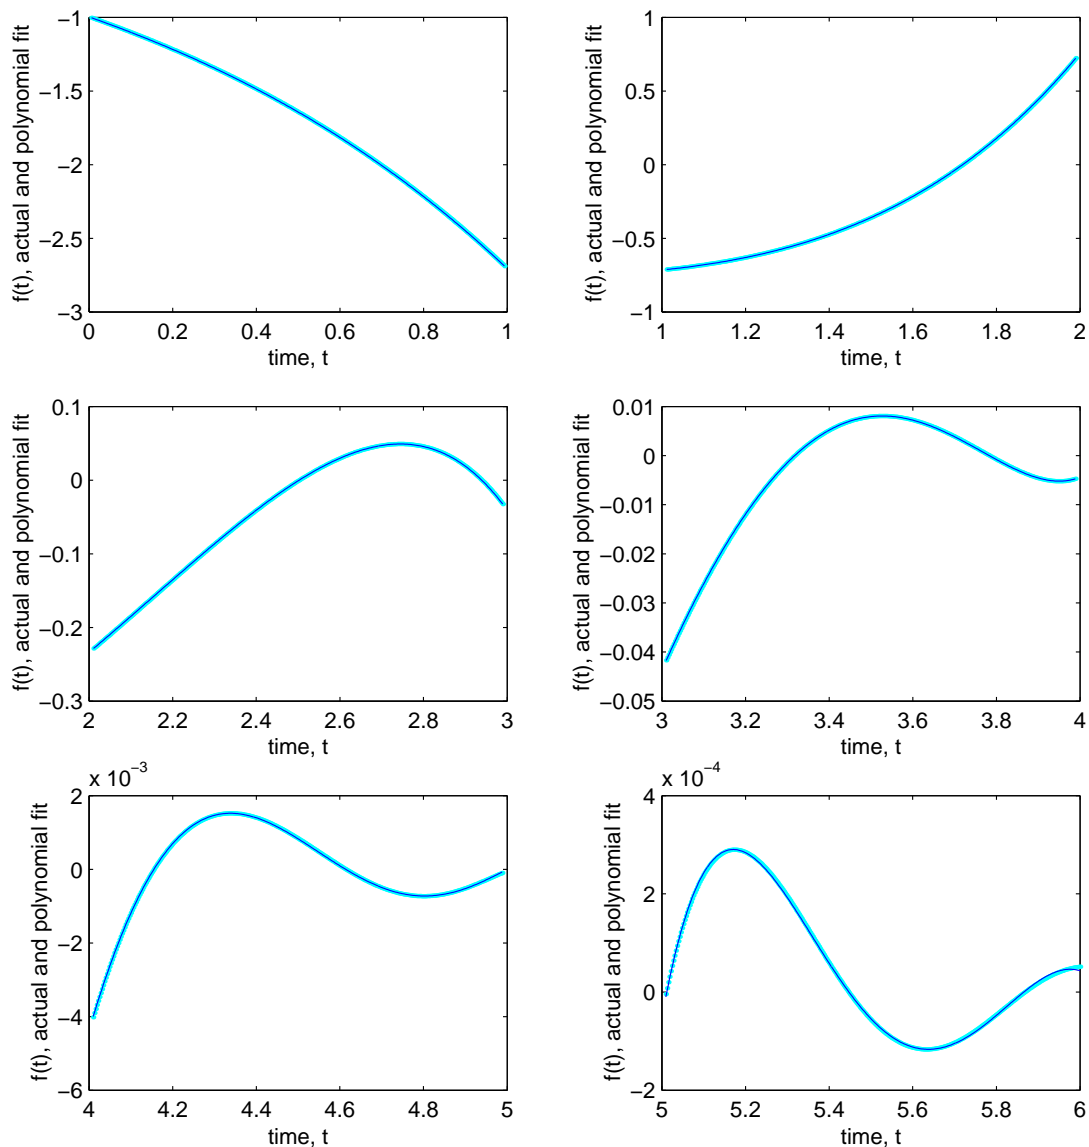 f(t), actual and polynomial fit
−1
−1.5
−2
−2.5
−3
0 0.2 0.4 0.6 0.8 1
time, t
f(t), actual and polynomial fit
1
0.5
0
−0.5
−1
1 1.2 1.4 1.6 1.8 2
time, t
f(t), actual and polynomial fit
0.1
0
−0.1
−0.2
−0.3
2 2.2 2.4 2.6 2.8 3
time, t
f(t), actual and polynomial fit
0.01
0
−0.01
−0.02
−0.03
−0.04
−0.05
3 3.2 3.4 3.6 3.8 4
time, t
x 10−3
f(t), actual and polynomial fit
2
0
−2
−4
−6
4 4.2 4.4 4.6 4.8 5
time, t
x 10−4
f(t), actual and polynomial fit
4
2
0
−2
5 5.2 5.4 5.6 5.8 6
time, t